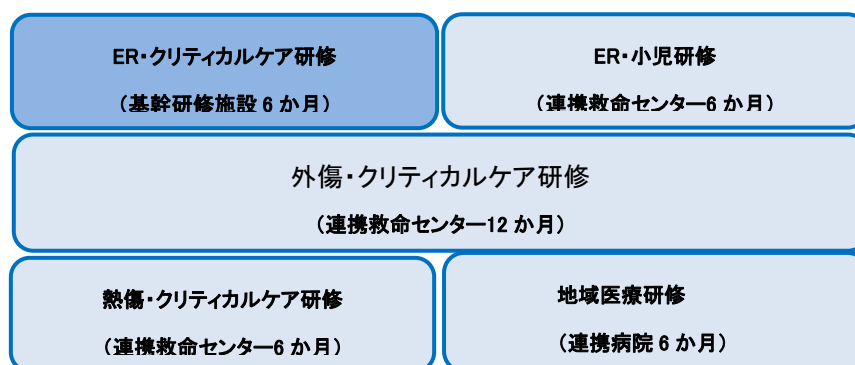 ER・クリティカルケア研修
（基幹研修施設 6 か月）
ER・小児研修
（連携救命センター6 か月）
外傷・クリティカルケア研修
（連携救命センター12 か月）
熱傷・クリティカルケア研修
（連携救命センター6 か月）
地域医療研修
（連携病院 6 か月）